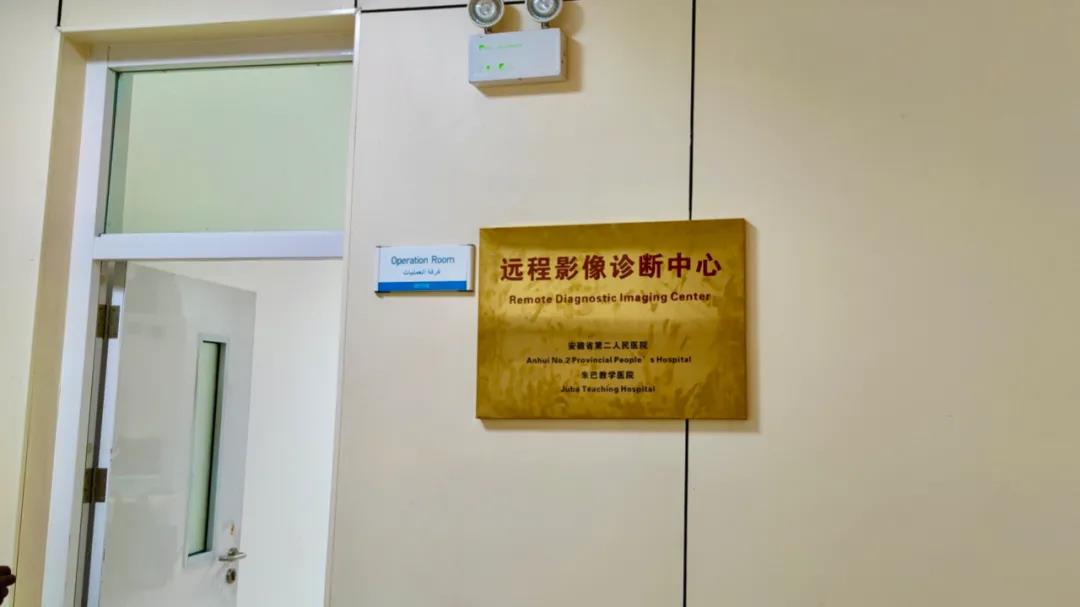 Operation Room
غرفة العمليات
远程影像诊断中心
Remote Diagnostic Imaging Center
安徽省第二人民医院
Anhui No.2 Provincial People's Hospital
朱巴教学医院
Juba Teaching Hospital